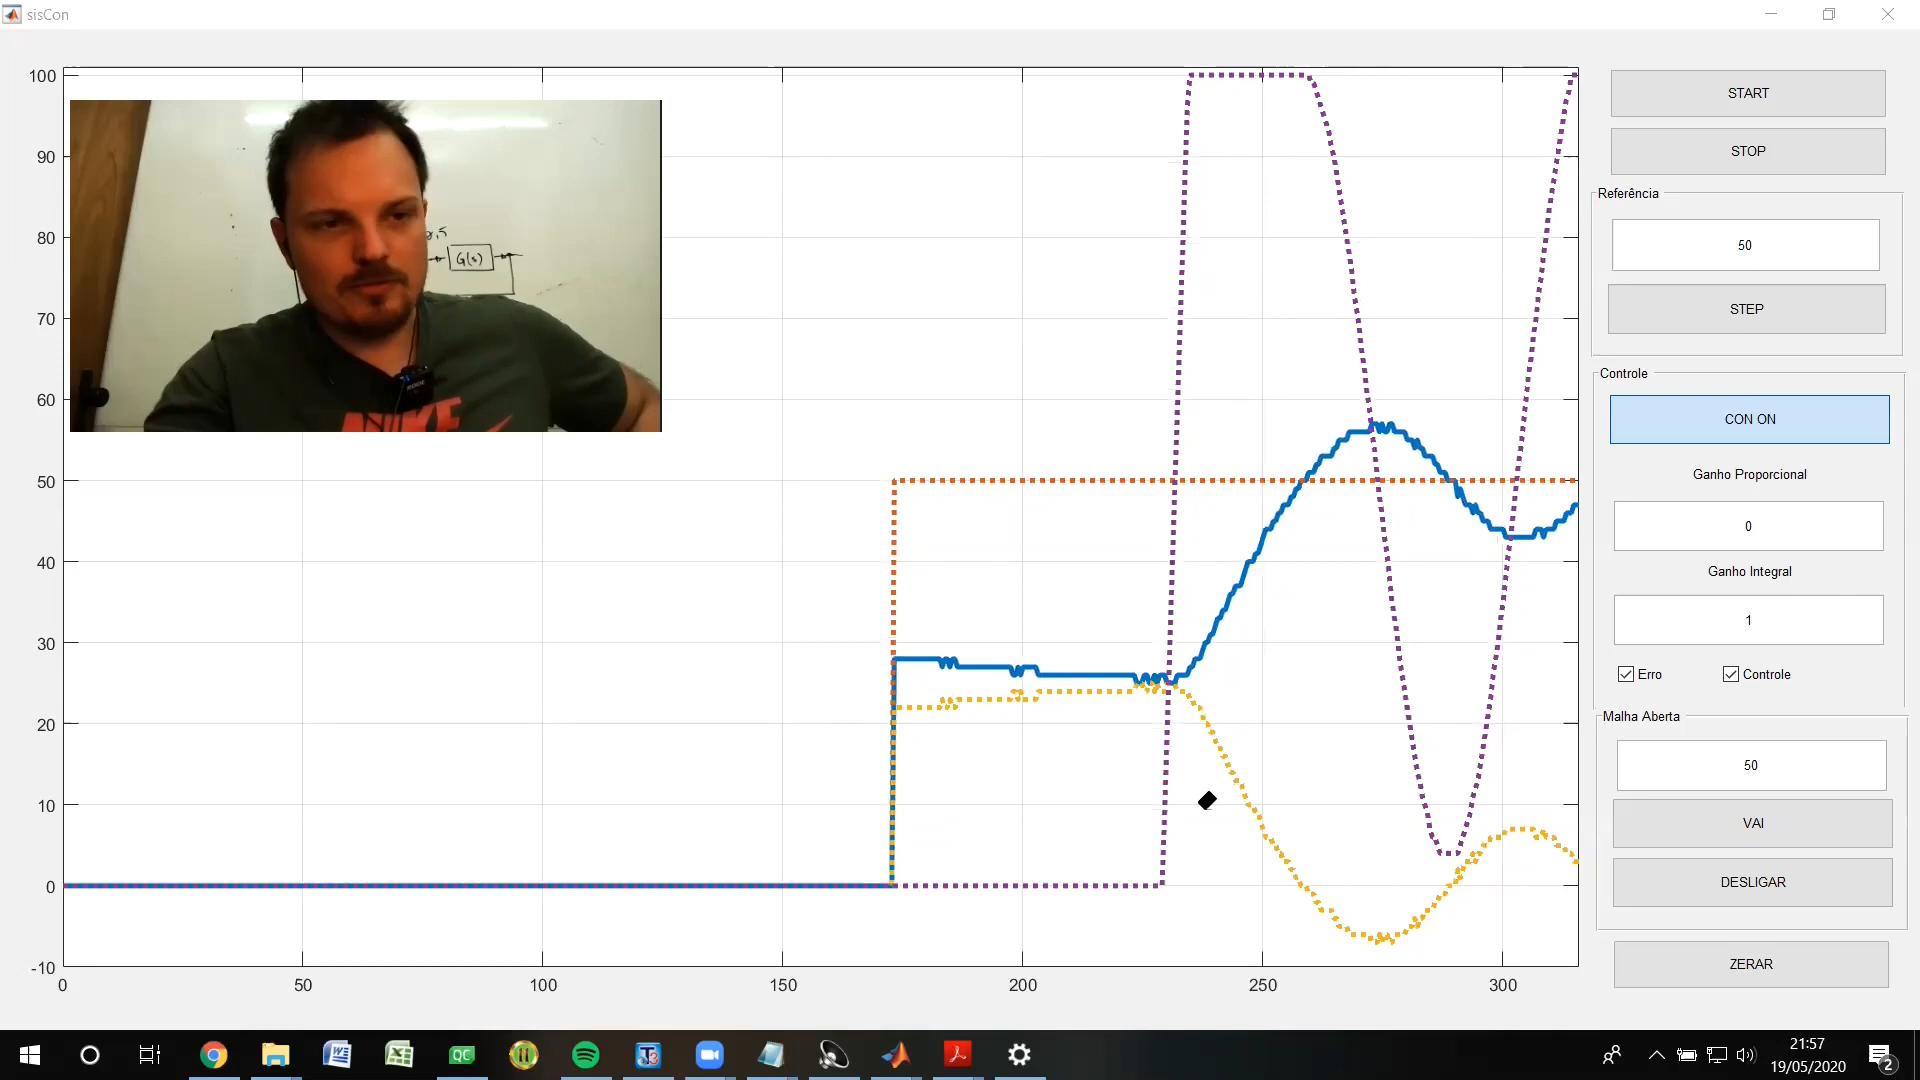 sisCon
100
90
80
70
60
50
40
30
20
10
0
-10
0
50
100
150
200
250
300
G(s)
START
STOP
Referência
50
STEP
Controle
CON ON
Ganho Proporcional
0
Ganho Integral
1
Erro
Controle
Malha Aberta
50
VAI
DESLIGAR
ZERAR
QC
21:57
19/05/2020
2